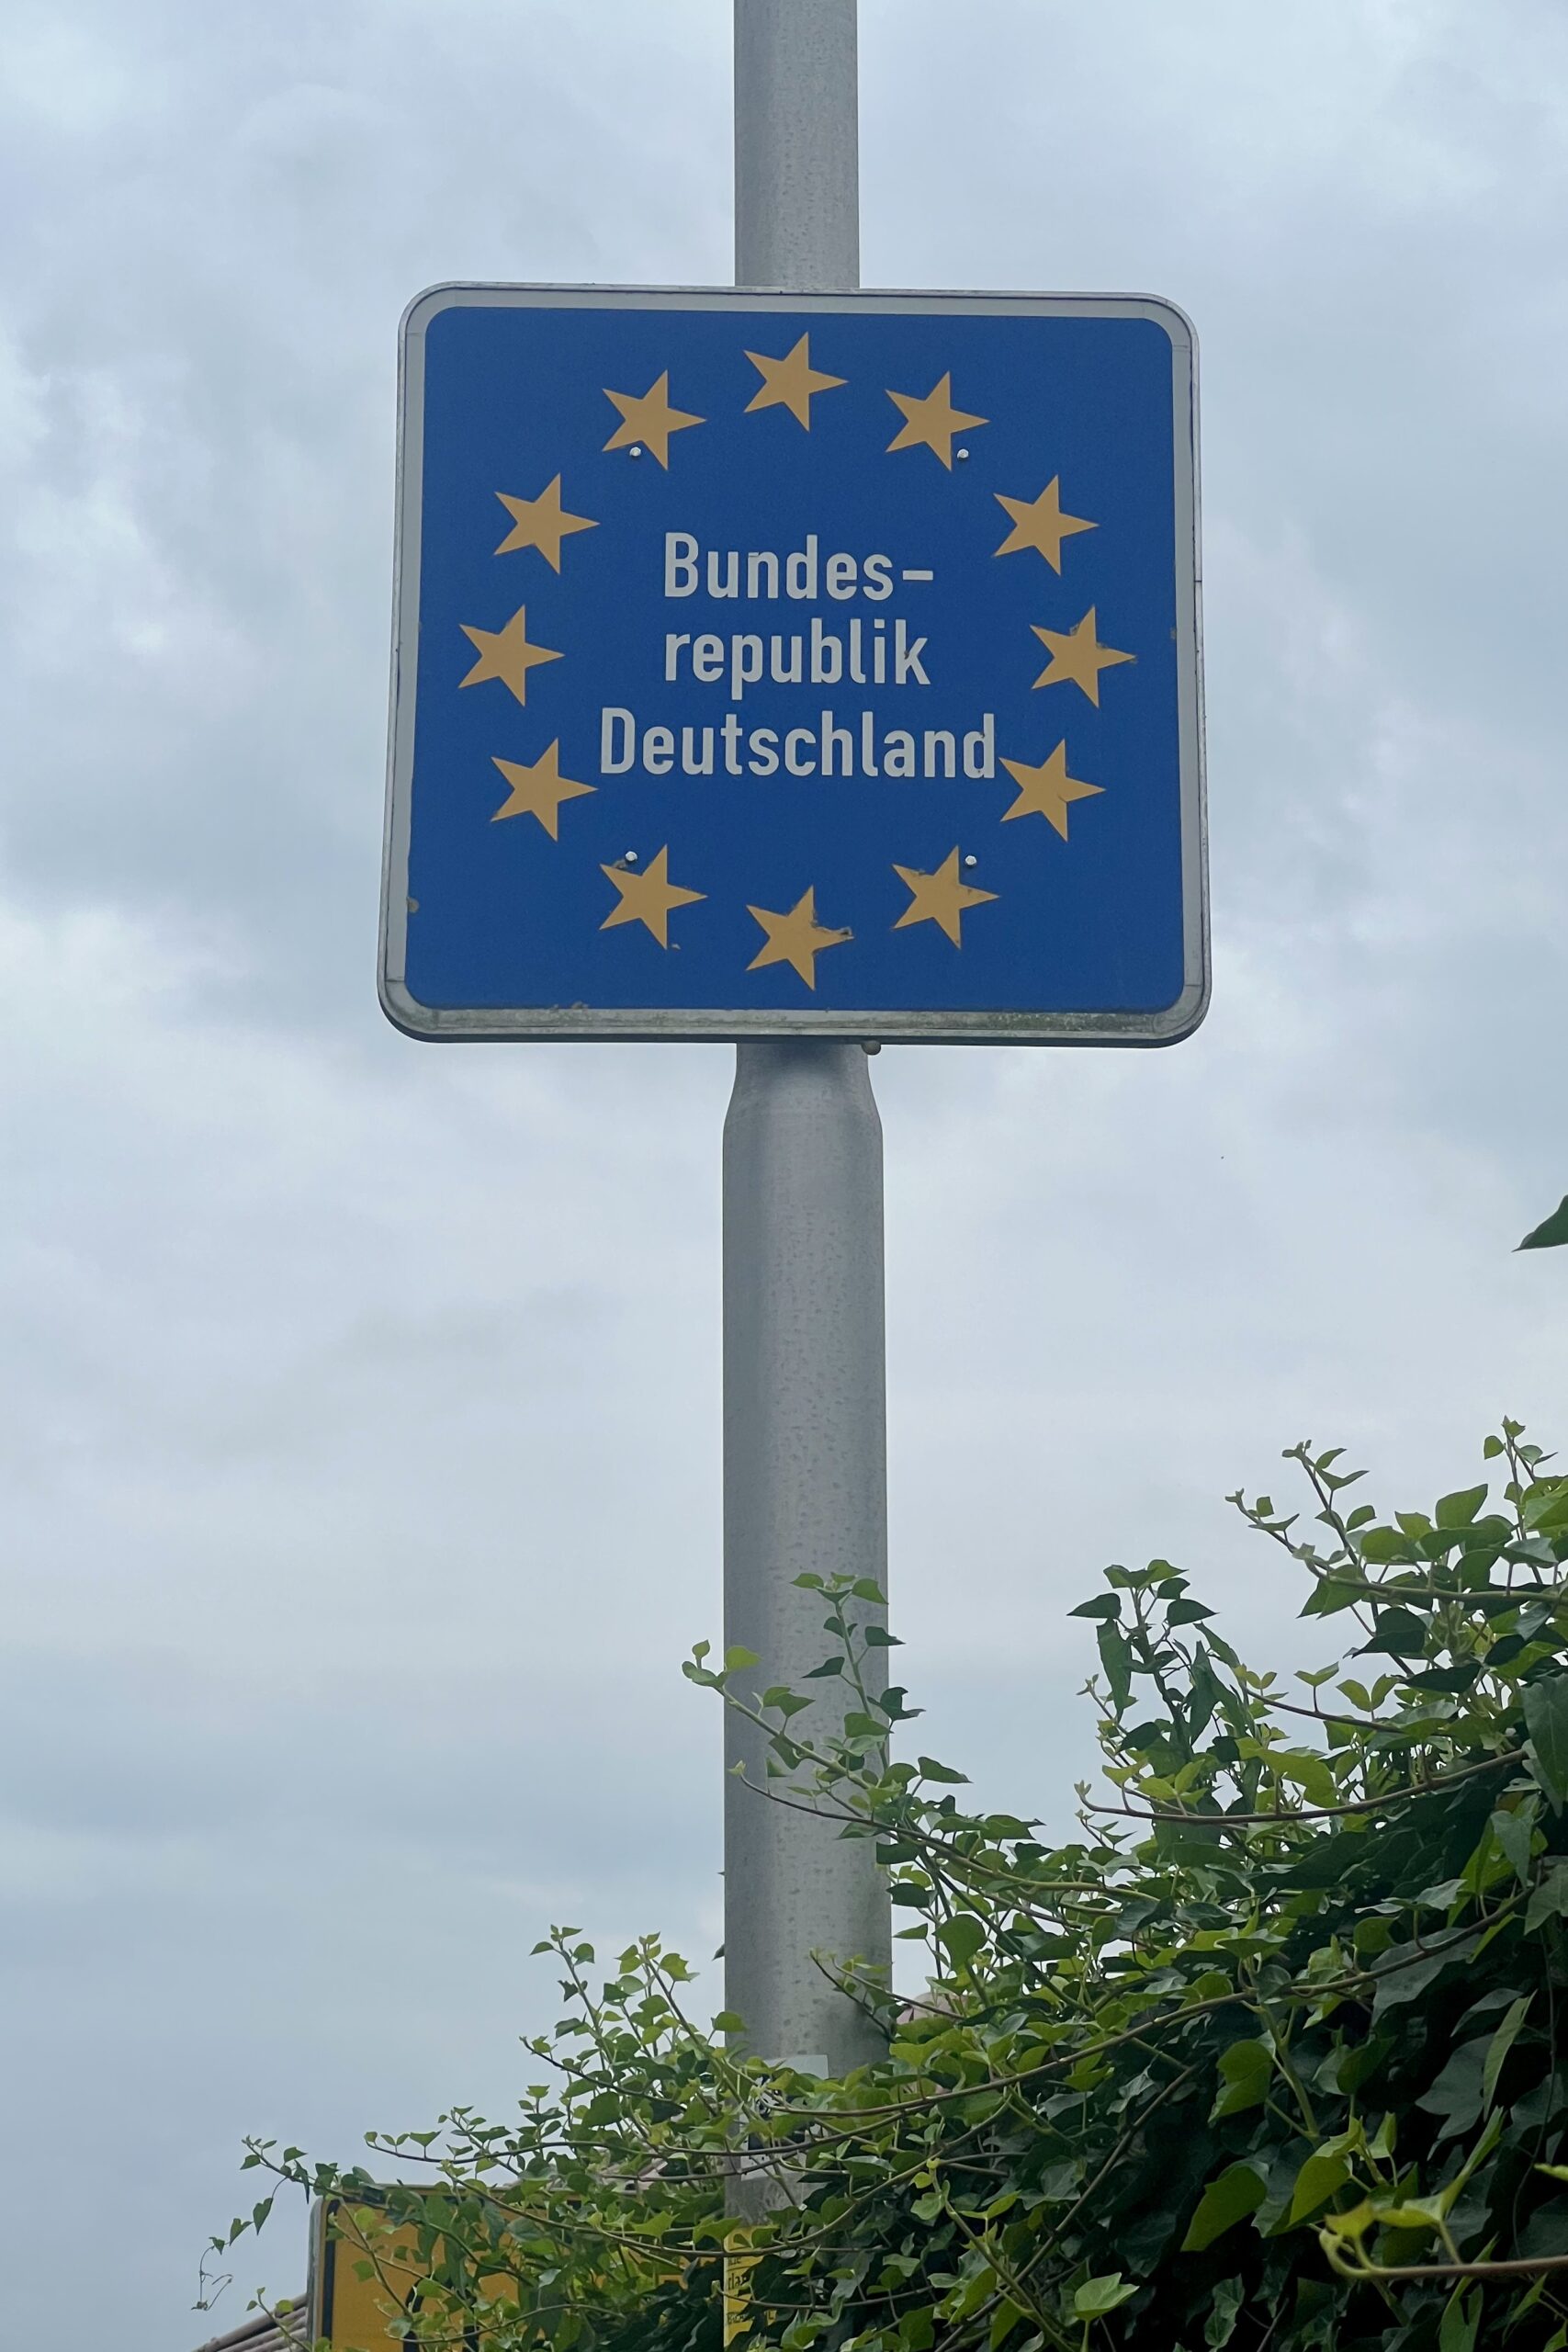 Bundes-
republik
Deutschland